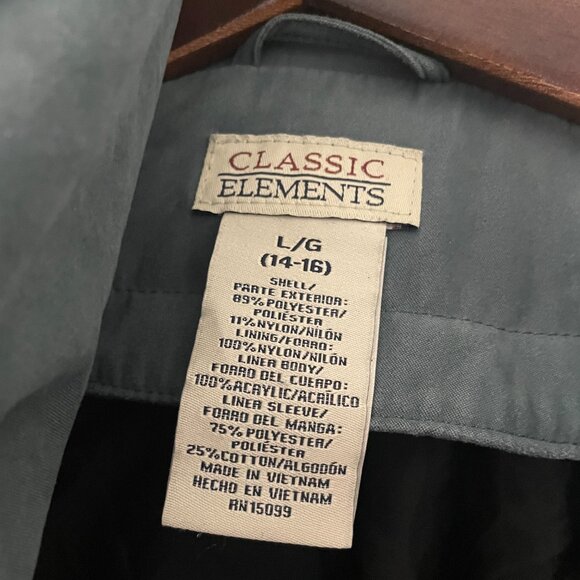 CLASSIC
ELEMENTS
L/G
(14-16)
SHELL/
PARTE EXTERIOR:
89% POLYESTER/
POLIÉSTER
11% NYLON/NILÓN
LINING/FORRO:
100% NYLON/NILÓN
LINER BODY/
FORRO DEL CUERPO:
100% ACRYLIC/ACRÍLICO
LINER SLEEVE/
FORRO DEL MANGA:
75% POLYESTER/
POLIÉSTER
25% COTTON/ALGODÓN
MADE IN VIETNAM
HECHO EN VIETNAM
RN15099